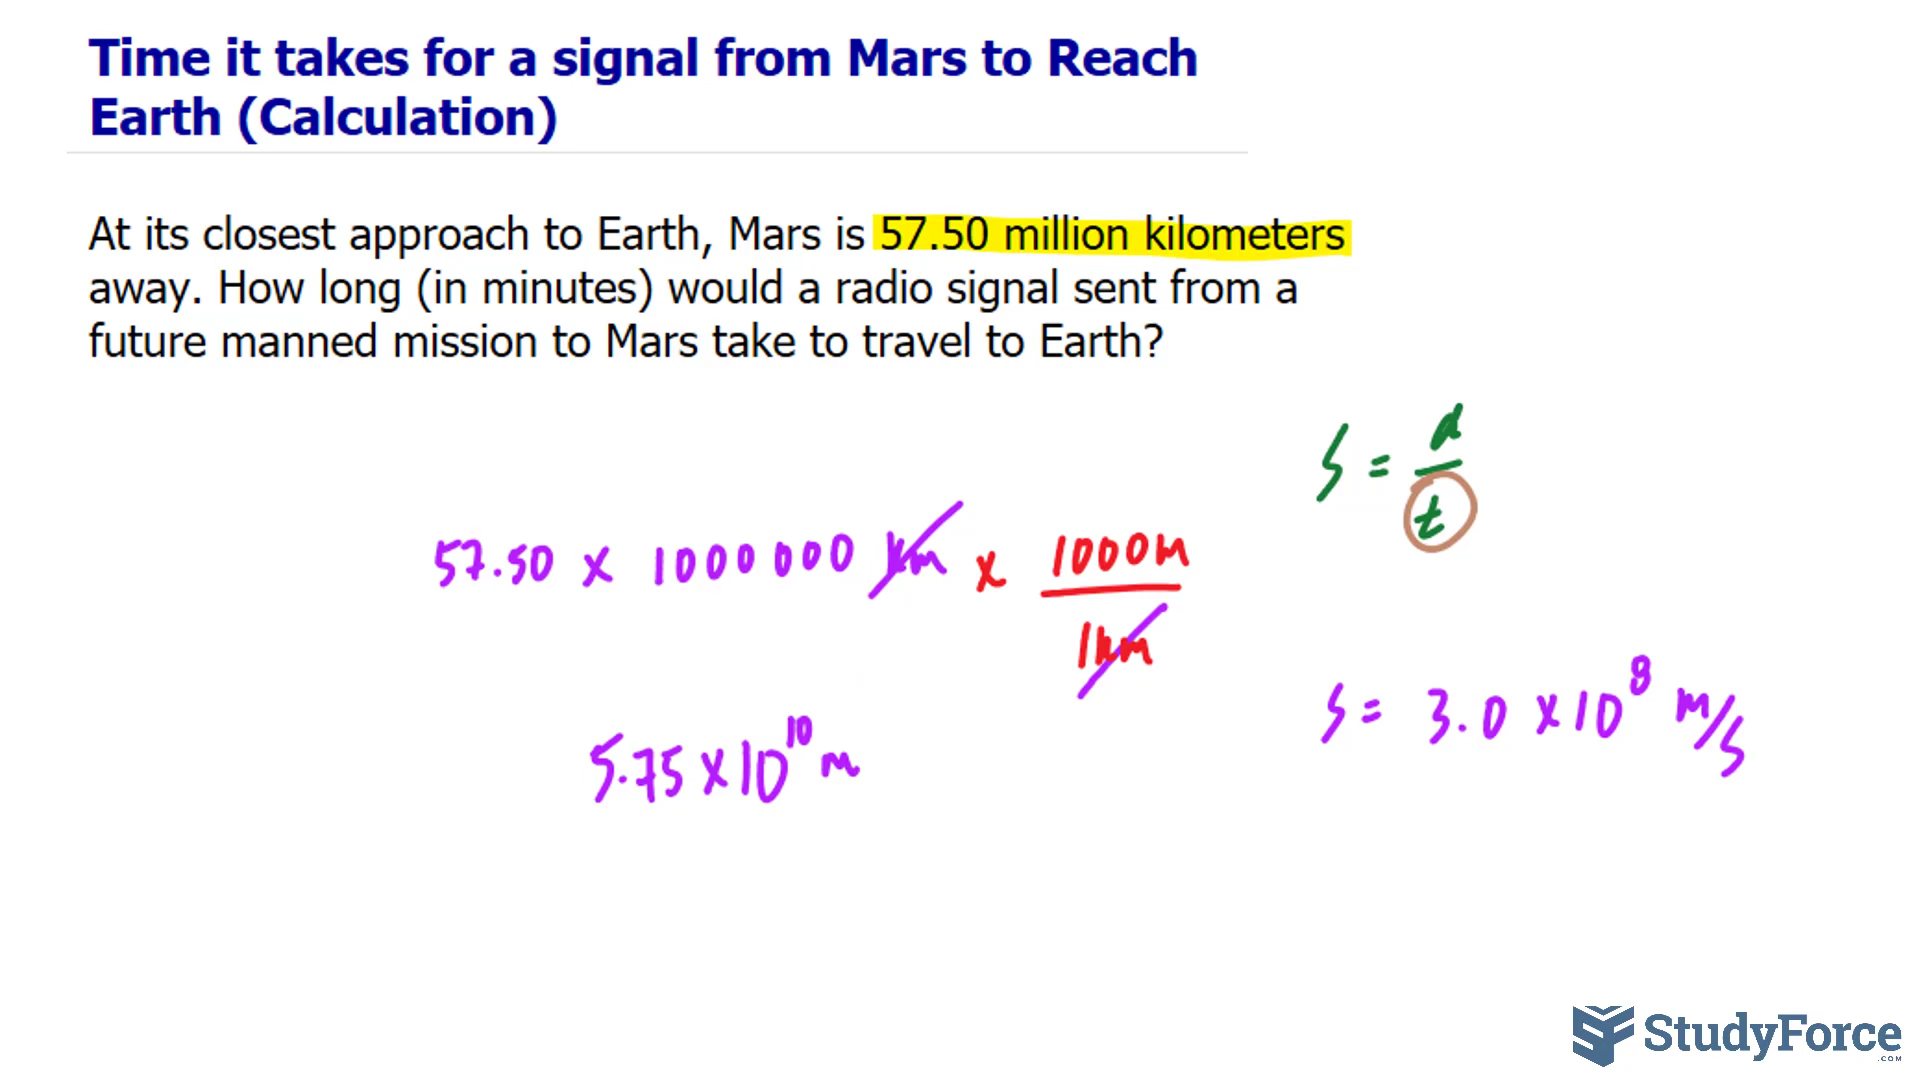 Time it takes for a signal from Mars to Reach
Earth (Calculation)
At its closest approach to Earth, Mars is 57.50 million kilometers
away. How long (in minutes) would a radio signal sent from a
future manned mission to Mars take to travel to Earth?
s = d/t
57.50 x 1000 000 km x 1000m/1km
s = 3.0 x 10^8 m/s
5.75 x 10^10 m
StudyForce
.COM